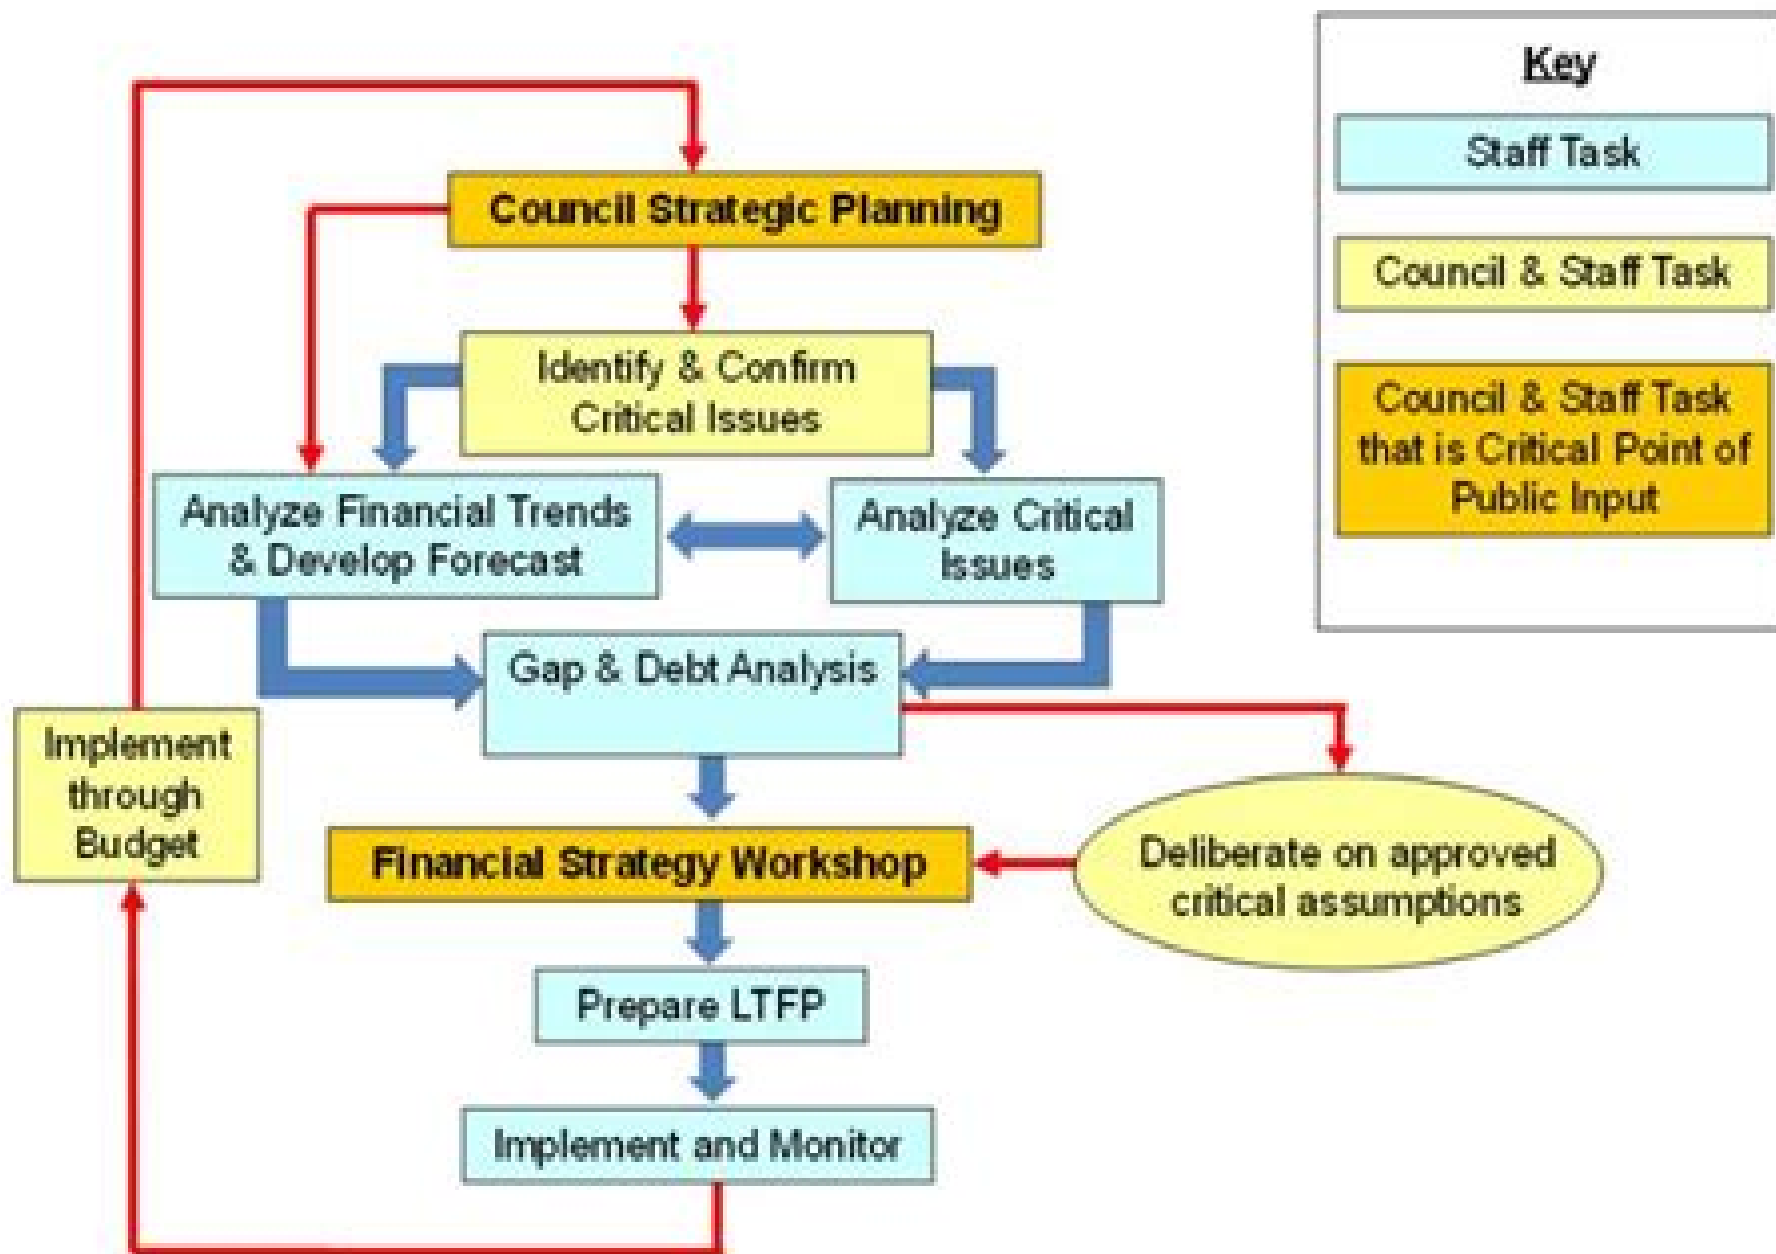 Key
Staff Task
Council & Staff Task
Council & Staff Task
that is Critical Point of
Public Input
Council Strategic Planning
Identify & Confirm
Critical Issues
Analyze Financial Trends
& Develop Forecast
Analyze Critical
Issues
Gap & Debt Analysis
Implement
through
Budget
Financial Strategy Workshop
Deliberate on approved
critical assumptions
Prepare LTFP
Implement and Monitor